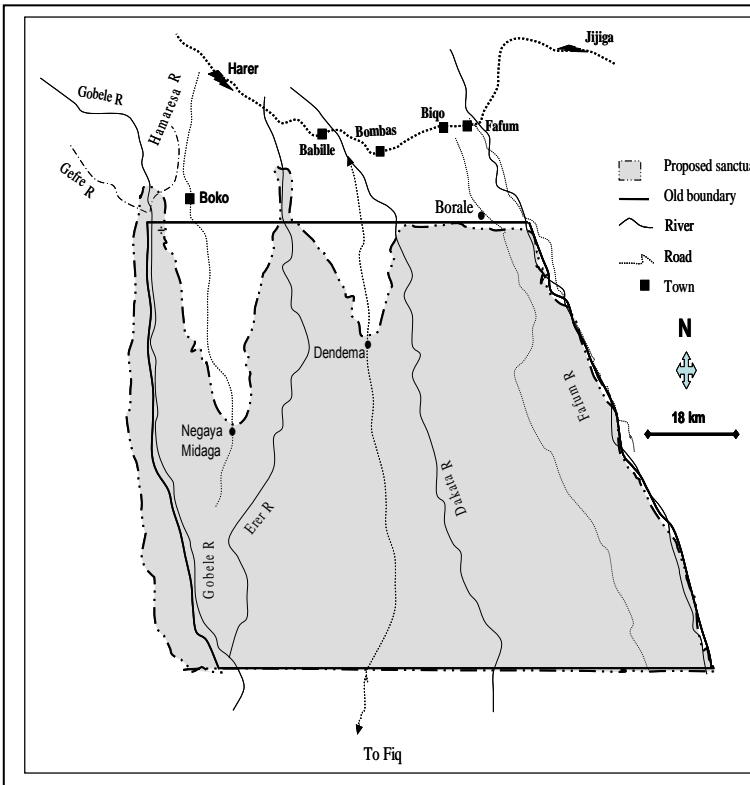 Jijiga
Harer
Gobele R
Hamaresa R
Biqo
Bombas
Fafum
Babille
Gefre R
Boko
Borale
Proposed sanctua
Old boundary
River
Road
Town
N
18 km
Dendema
Fafum R
Negaya
Midaga
Dakata R
Erer R
Gobele R
To Fiq